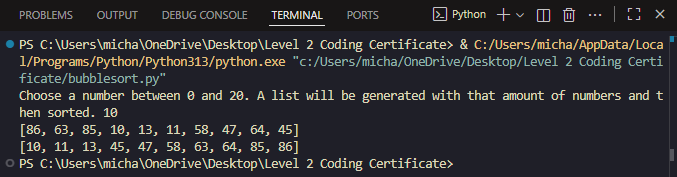 PROBLEMS OUTPUT DEBUG CONSOLE TERMINAL PORTS Python
PS C:\Users\micha\OneDrive\Desktop\Level 2 Coding Certificate> & C:/Users/micha/AppData/Loca
l/Programs/Python/Python313/python.exe "c:/Users/micha/OneDrive/Desktop/Level 2 Coding Certi
ficate/bubblesort.py"
Choose a number between 0 and 20. A list will be generated with that amount of numbers and t
hen sorted. 10
[86, 63, 85, 10, 13, 11, 58, 47, 64, 45]
[10, 11, 13, 45, 47, 58, 63, 64, 85, 86]
PS C:\Users\micha\OneDrive\Desktop\Level 2 Coding Certificate>